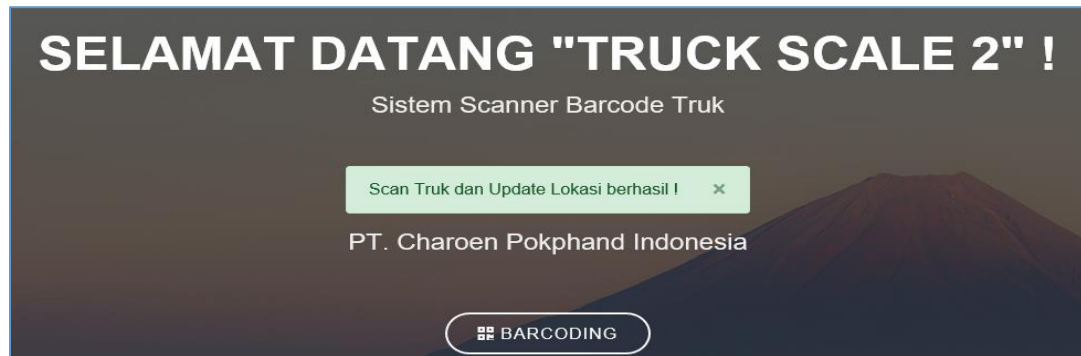 SELAMAT DATANG "TRUCK SCALE 2" !
Sistem Scanner Barcode Truk
Scan Truk dan Update Lokasi berhasil ! ×
PT. Charoen Pokphand Indonesia
BARCODING